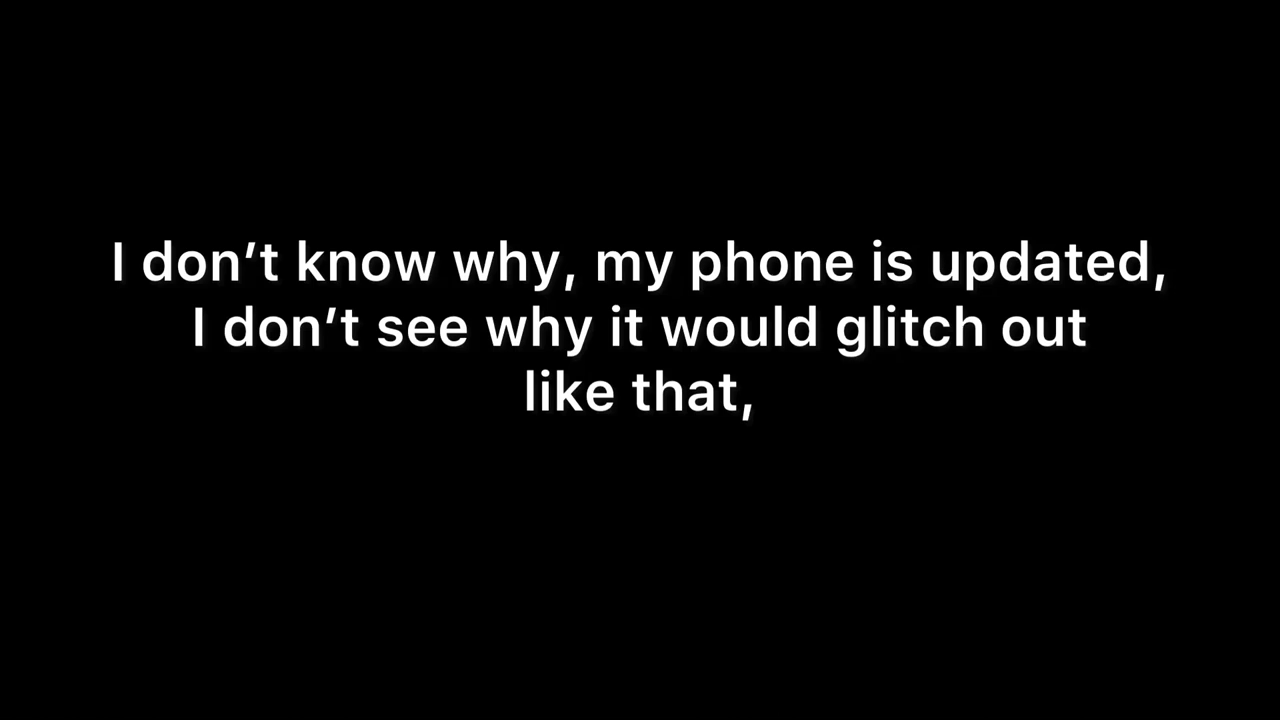 I don’t know why, my phone is updated,
I don’t see why it would glitch out
like that,